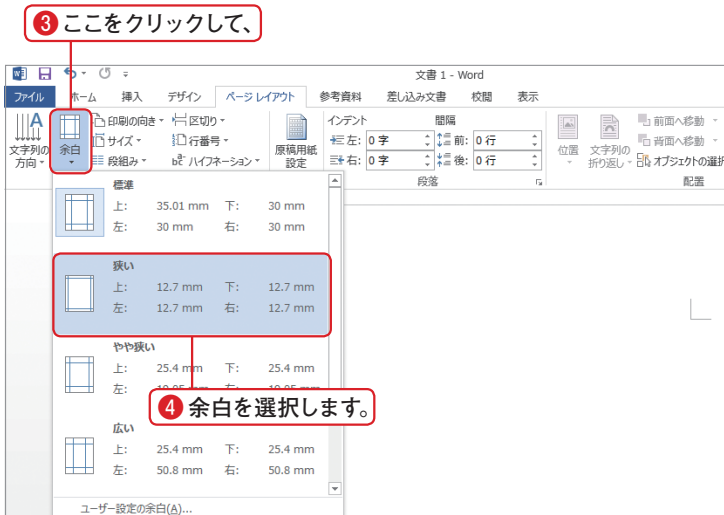 ❸ ここをクリックして、
文書 1 - Word
ファイル ホーム 挿入 デザイン ページ レイアウト 参考資料 差し込み文書 校閲 表示
文字列の方向
余白
印刷の向き
サイズ
段組み
区切り
行番号
ハイフネーション
原稿用紙設定
インデント
左: 0 字
右: 0 字
間隔
前: 0 行
後: 0 行
段落
位置
文字列の折り返し
前面へ移動
背面へ移動
オブジェクトの選択
配置
標準
上: 35.01 mm 下: 30 mm
左: 30 mm 右: 30 mm
狭い
上: 12.7 mm 下: 12.7 mm
左: 12.7 mm 右: 12.7 mm
やや狭い
上: 25.4 mm 下: 25.4 mm
左:
❹ 余白を選択します。
広い
上: 25.4 mm 下: 25.4 mm
左: 50.8 mm 右: 50.8 mm
ユーザー設定の余白(A)...